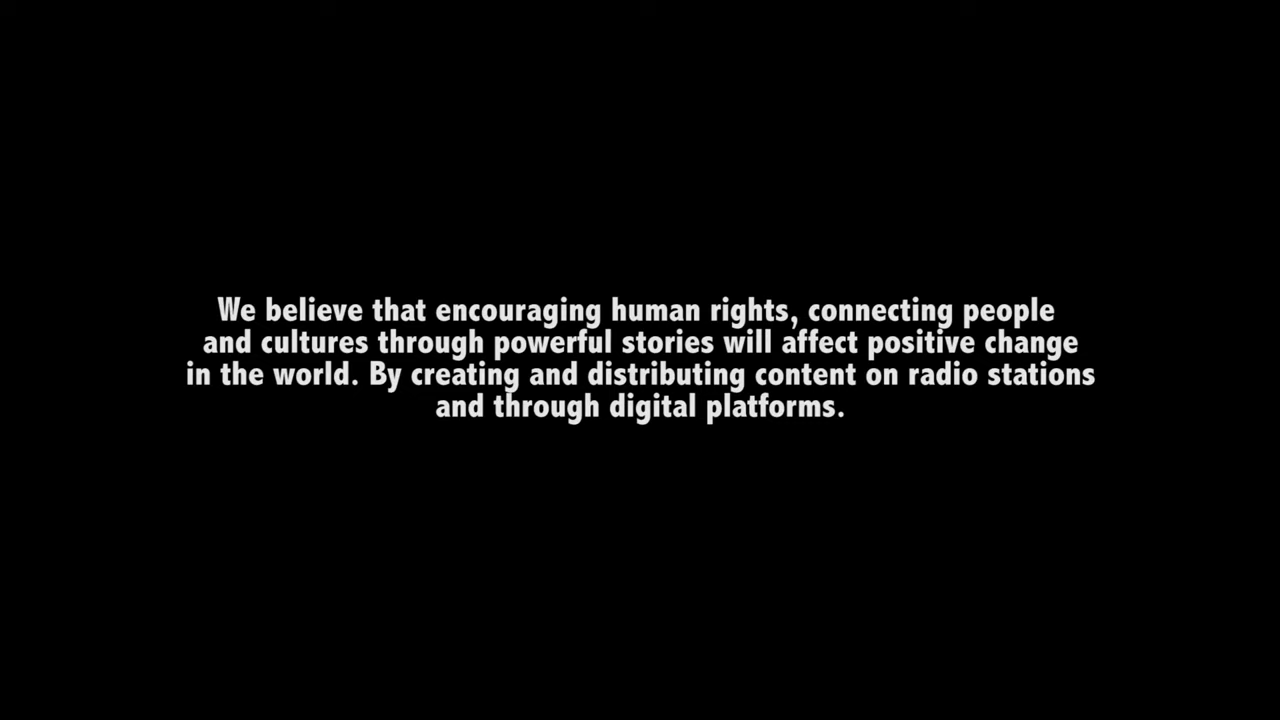 We believe that encouraging human rights, connecting people
and cultures through powerful stories will affect positive change
in the world. By creating and distributing content on radio stations
and through digital platforms.